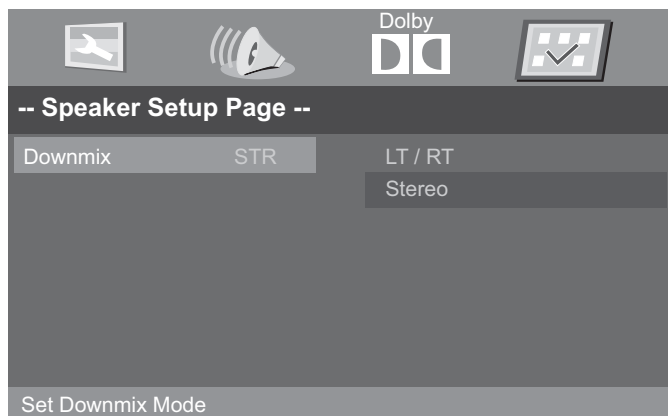 Dolby
-- Speaker Setup Page --
Downmix STR LT / RT
Stereo
Set Downmix Mode